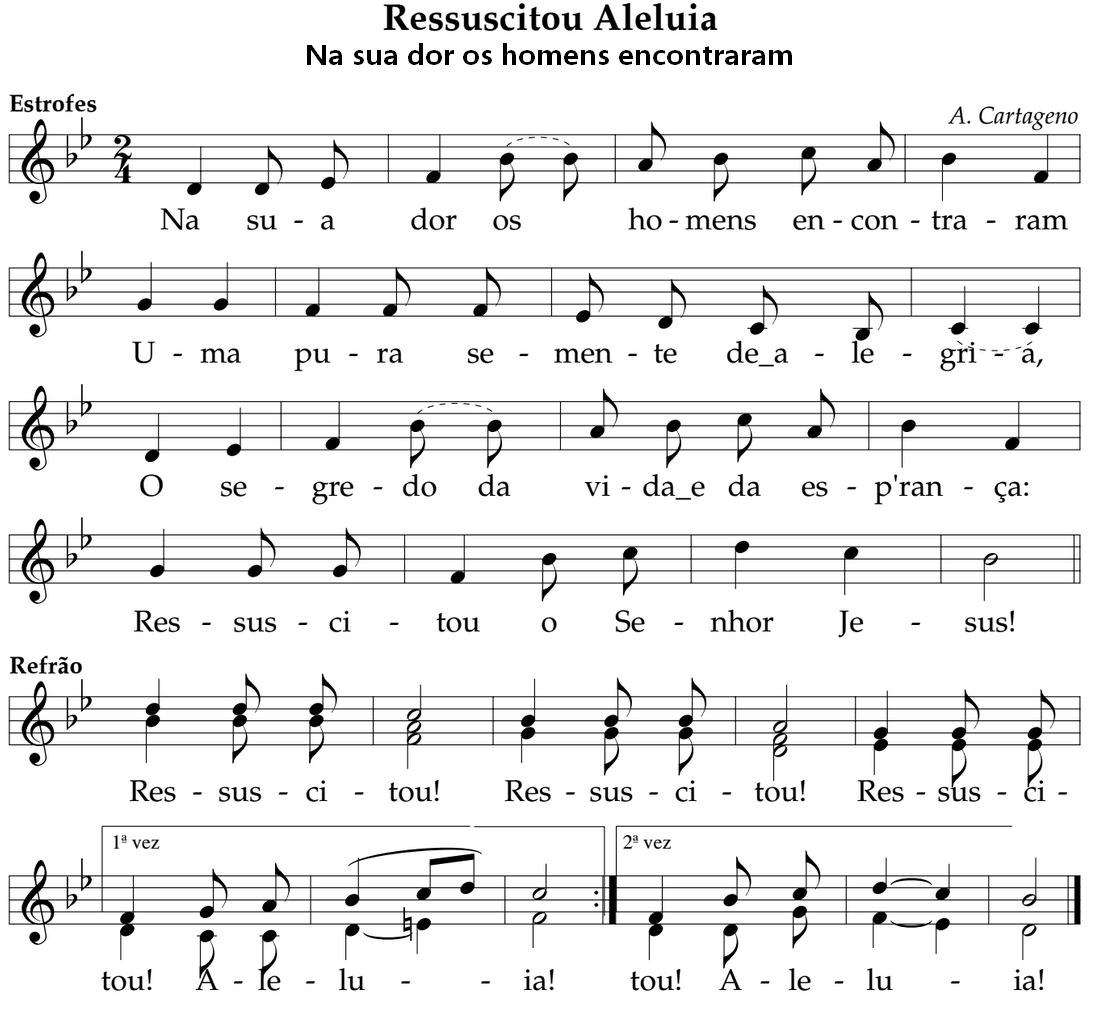 Ressuscitou Aleluia
Na sua dor os homens encontraram
Estrofes
A. Cartageno
2
4
Na su - a dor os ho - mens en - con - tra - ram
U - ma pu - ra se - men - te de_a - le - gri - a,
O se - gre - do da vi - da_e da es - p'ran - ça:
Res - sus - ci - tou o Se - nhor Je - sus!
Refrão
Res - sus - ci - tou! Res - sus - ci - tou! Res - sus - ci -
1ª vez 2ª vez
tou! A - le - lu - - ia! tou! A - le - lu - ia!